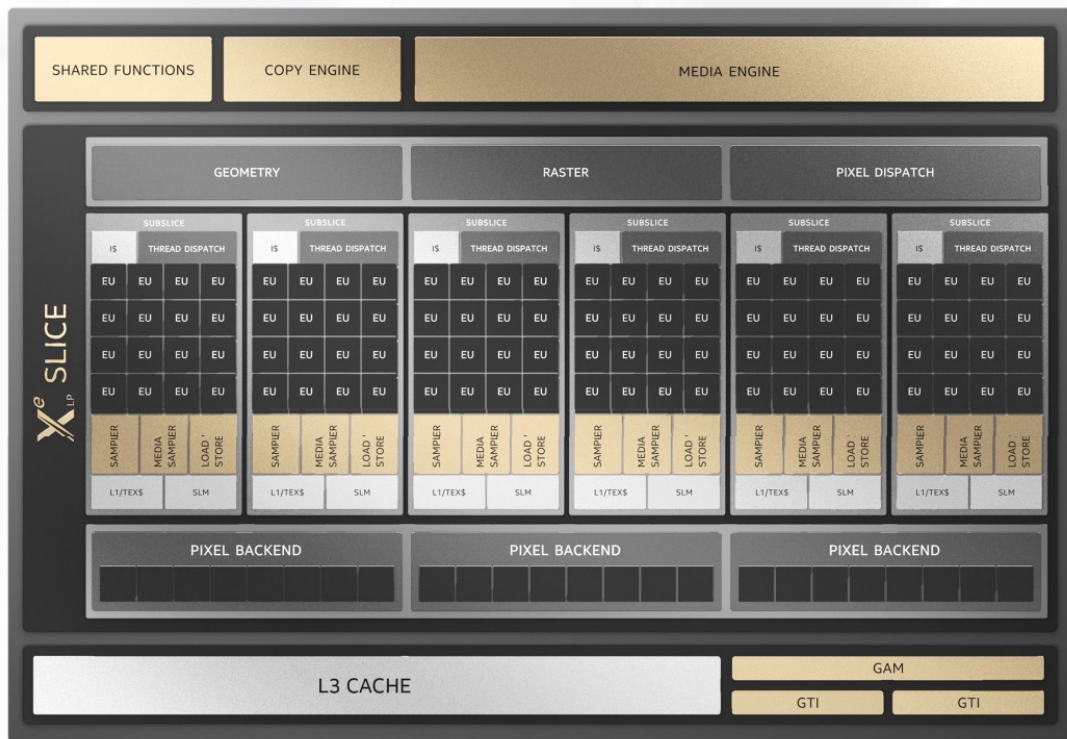 SHARED FUNCTIONS COPY ENGINE MEDIA ENGINE
Xe LP SLICE
GEOMETRY RASTER PIXEL DISPATCH
SUBSLICE SUBSLICE SUBSLICE SUBSLICE SUBSLICE SUBSLICE
I$ THREAD DISPATCH I$ THREAD DISPATCH I$ THREAD DISPATCH I$ THREAD DISPATCH I$ THREAD DISPATCH I$ THREAD DISPATCH
EU EU EU EU EU EU EU EU EU EU EU EU EU EU EU EU EU EU EU EU EU EU EU EU
EU EU EU EU EU EU EU EU EU EU EU EU EU EU EU EU EU EU EU EU EU EU EU EU
EU EU EU EU EU EU EU EU EU EU EU EU EU EU EU EU EU EU EU EU EU EU EU EU
EU EU EU EU EU EU EU EU EU EU EU EU EU EU EU EU EU EU EU EU EU EU EU EU
SAMPIER MEDIA SAMPIER LOAD ' STORE SAMPIER MEDIA SAMPIER LOAD ' STORE SAMPIER MEDIA SAMPIER LOAD ' STORE SAMPIER MEDIA SAMPIER LOAD ' STORE SAMPIER MEDIA SAMPIER LOAD ' STORE SAMPIER MEDIA SAMPIER LOAD ' STORE
L1/TEX$ SLM L1/TEX$ SLM L1/TEX$ SLM L1/TEX$ SLM L1/TEX$ SLM L1/TEX$ SLM
PIXEL BACKEND PIXEL BACKEND PIXEL BACKEND
L3 CACHE GAM
GTI GTI